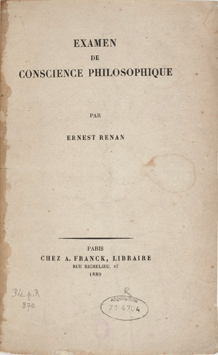 EXAMEN
DE
CONSCIENCE PHILOSOPHIQUE
PAR
ERNEST RENAN
PARIS
CHEZ A. FRANCK, LIBRAIRE
RUE RICHELIEU, 67
1889
R